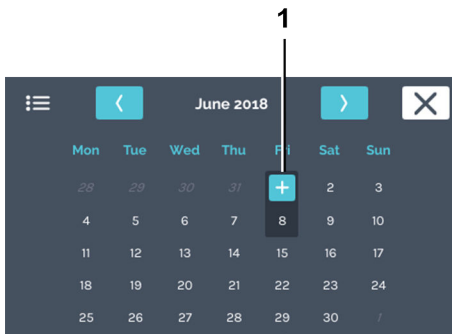 1
June 2018
Mon Tue Wed Thu Fri Sat Sun
28 29 30 31 + 2 3
4 5 6 7 8 9 10
11 12 13 14 15 16 17
18 19 20 21 22 23 24
25 26 27 28 29 30 1